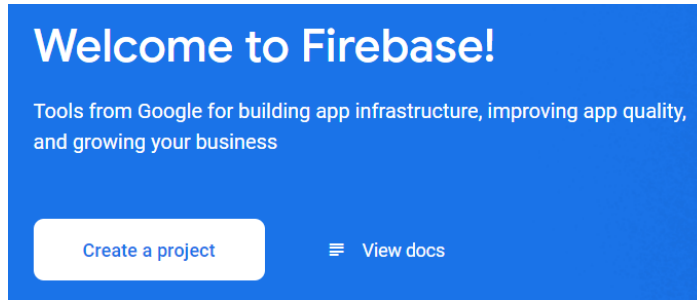 Welcome to Firebase!
Tools from Google for building app infrastructure, improving app quality,
and growing your business
Create a project
View docs